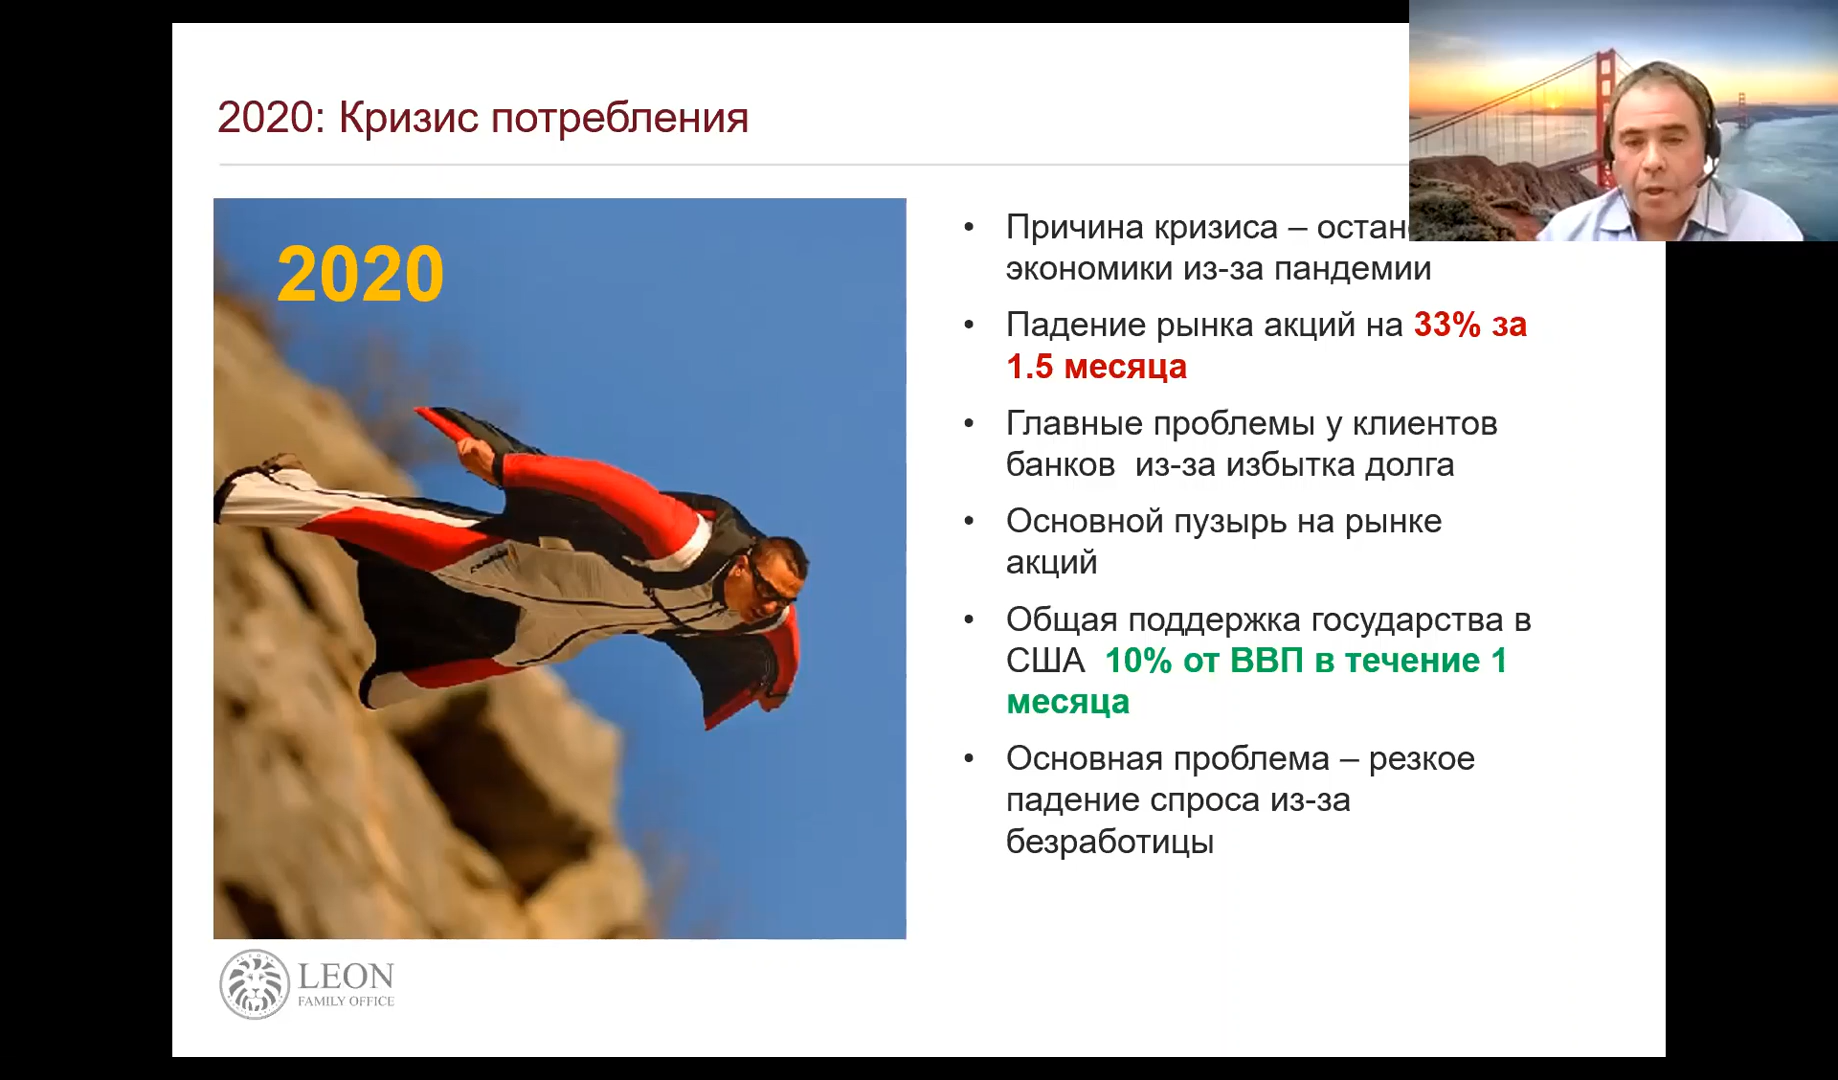 2020: Кризис потребления
2020
• Причина кризиса –
экономики из-за пандемии
• Падение рынка акций на 33% за
1.5 месяца
• Главные проблемы у клиентов
банков из-за избытка долга
• Основной пузырь на рынке
акций
• Общая поддержка государства в
США 10% от ВВП в течение 1
месяца
• Основная проблема – резкое
падение спроса из-за
безработицы
LEON
FAMILY OFFICE